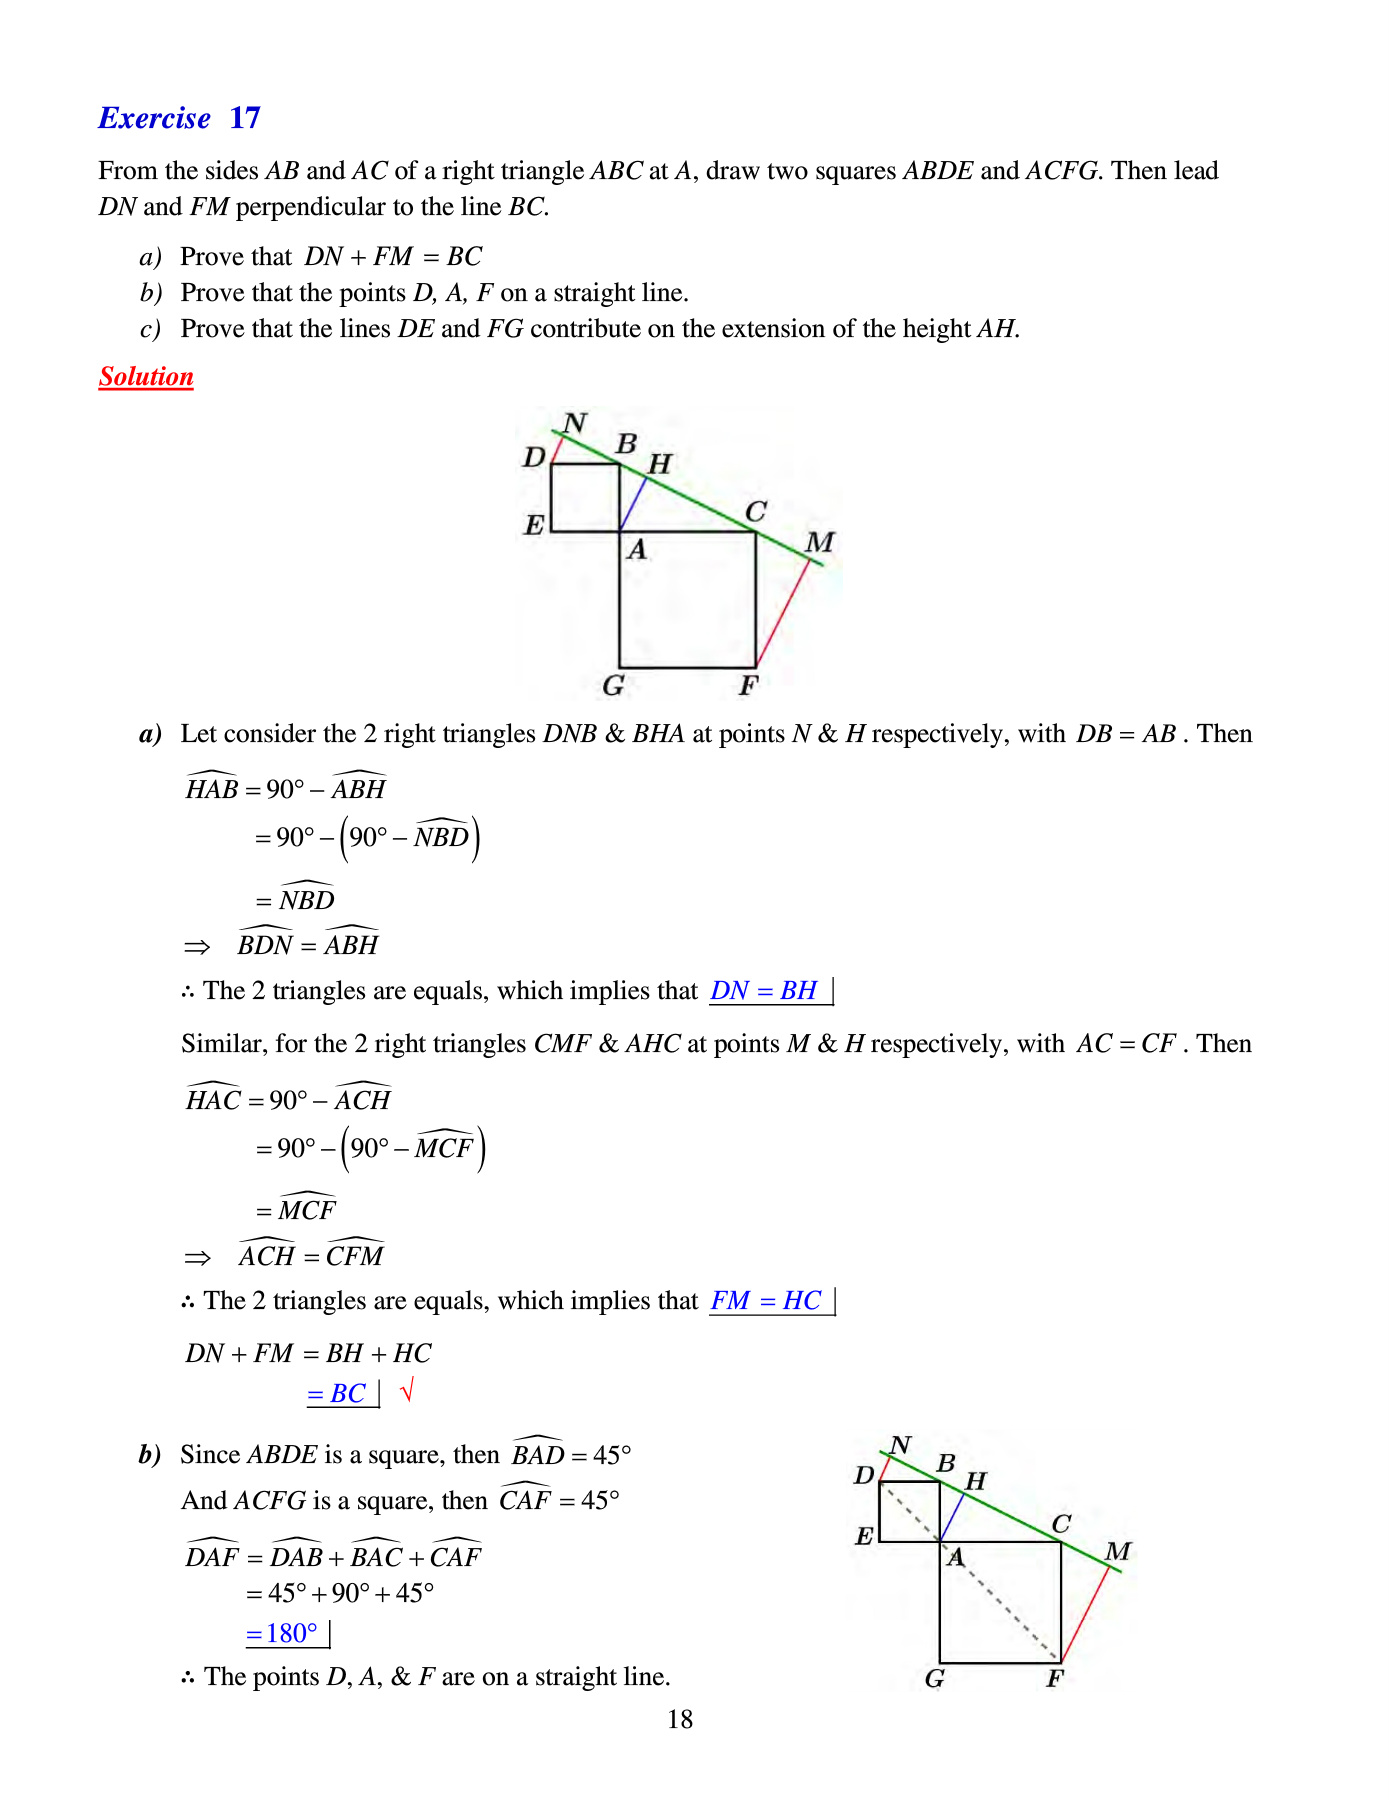 Exercise 17
From the sides AB and AC of a right triangle ABC at A, draw two squares ABDE and ACFG. Then lead
DN and FM perpendicular to the line BC.
a) Prove that DN + FM = BC
b) Prove that the points D, A, F on a straight line.
c) Prove that the lines DE and FG contribute on the extension of the height AH.
Solution
N
B
D
H
C
E
A
M
G
F
a) Let consider the 2 right triangles DNB & BHA at points N & H respectively, with DB = AB . Then
\widehat{HAB} = 90° − \widehat{ABH}
= 90° − (90° − \widehat{NBD})
= \widehat{NBD}
⇒ \widehat{BDN} = \widehat{ABH}
∴ The 2 triangles are equals, which implies that DN = BH |
Similar, for the 2 right triangles CMF & AHC at points M & H respectively, with AC = CF . Then
\widehat{HAC} = 90° − \widehat{ACH}
= 90° − (90° − \widehat{MCF})
= \widehat{MCF}
⇒ \widehat{ACH} = \widehat{CFM}
∴ The 2 triangles are equals, which implies that FM = HC |
DN + FM = BH + HC
= BC | √
b) Since ABDE is a square, then \widehat{BAD} = 45°
And ACFG is a square, then \widehat{CAF} = 45°
\widehat{DAF} = \widehat{DAB} + \widehat{BAC} + \widehat{CAF}
= 45° + 90° + 45°
= 180° |
∴ The points D, A, & F are on a straight line.
N
B
D
H
C
E
A
M
G
F
18